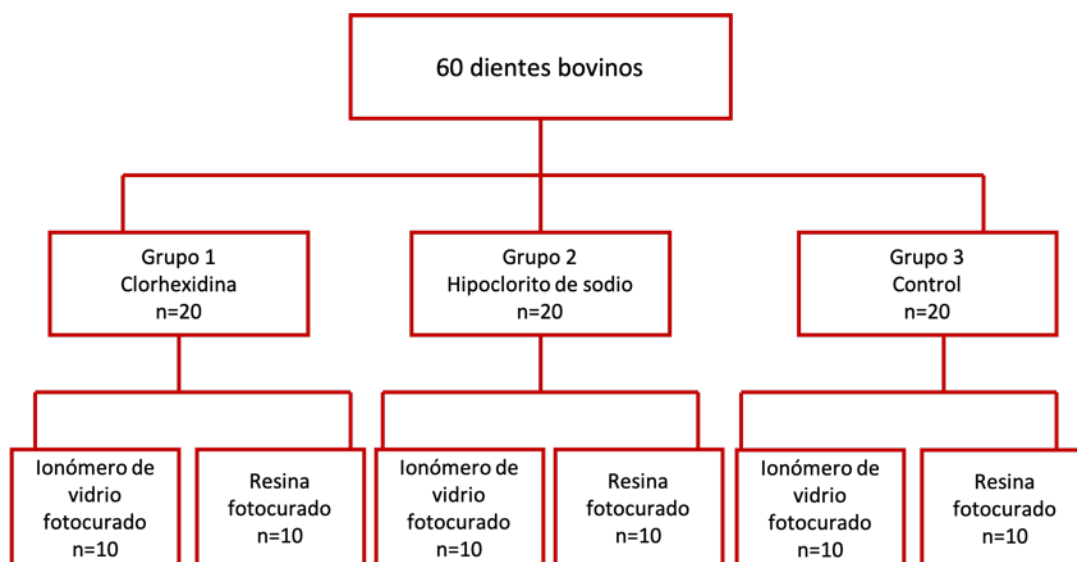 60 dientes bovinos
Grupo 1
Clorhexidina
n=20
Grupo 2
Hipoclorito de sodio
n=20
Grupo 3
Control
n=20
Ionómero de
vidrio
fotocurado
n=10
Resina
fotocurado
n=10
Ionómero de
vidrio
fotocurado
n=10
Resina
fotocurado
n=10
Ionómero de
vidrio
fotocurado
n=10
Resina
fotocurado
n=10